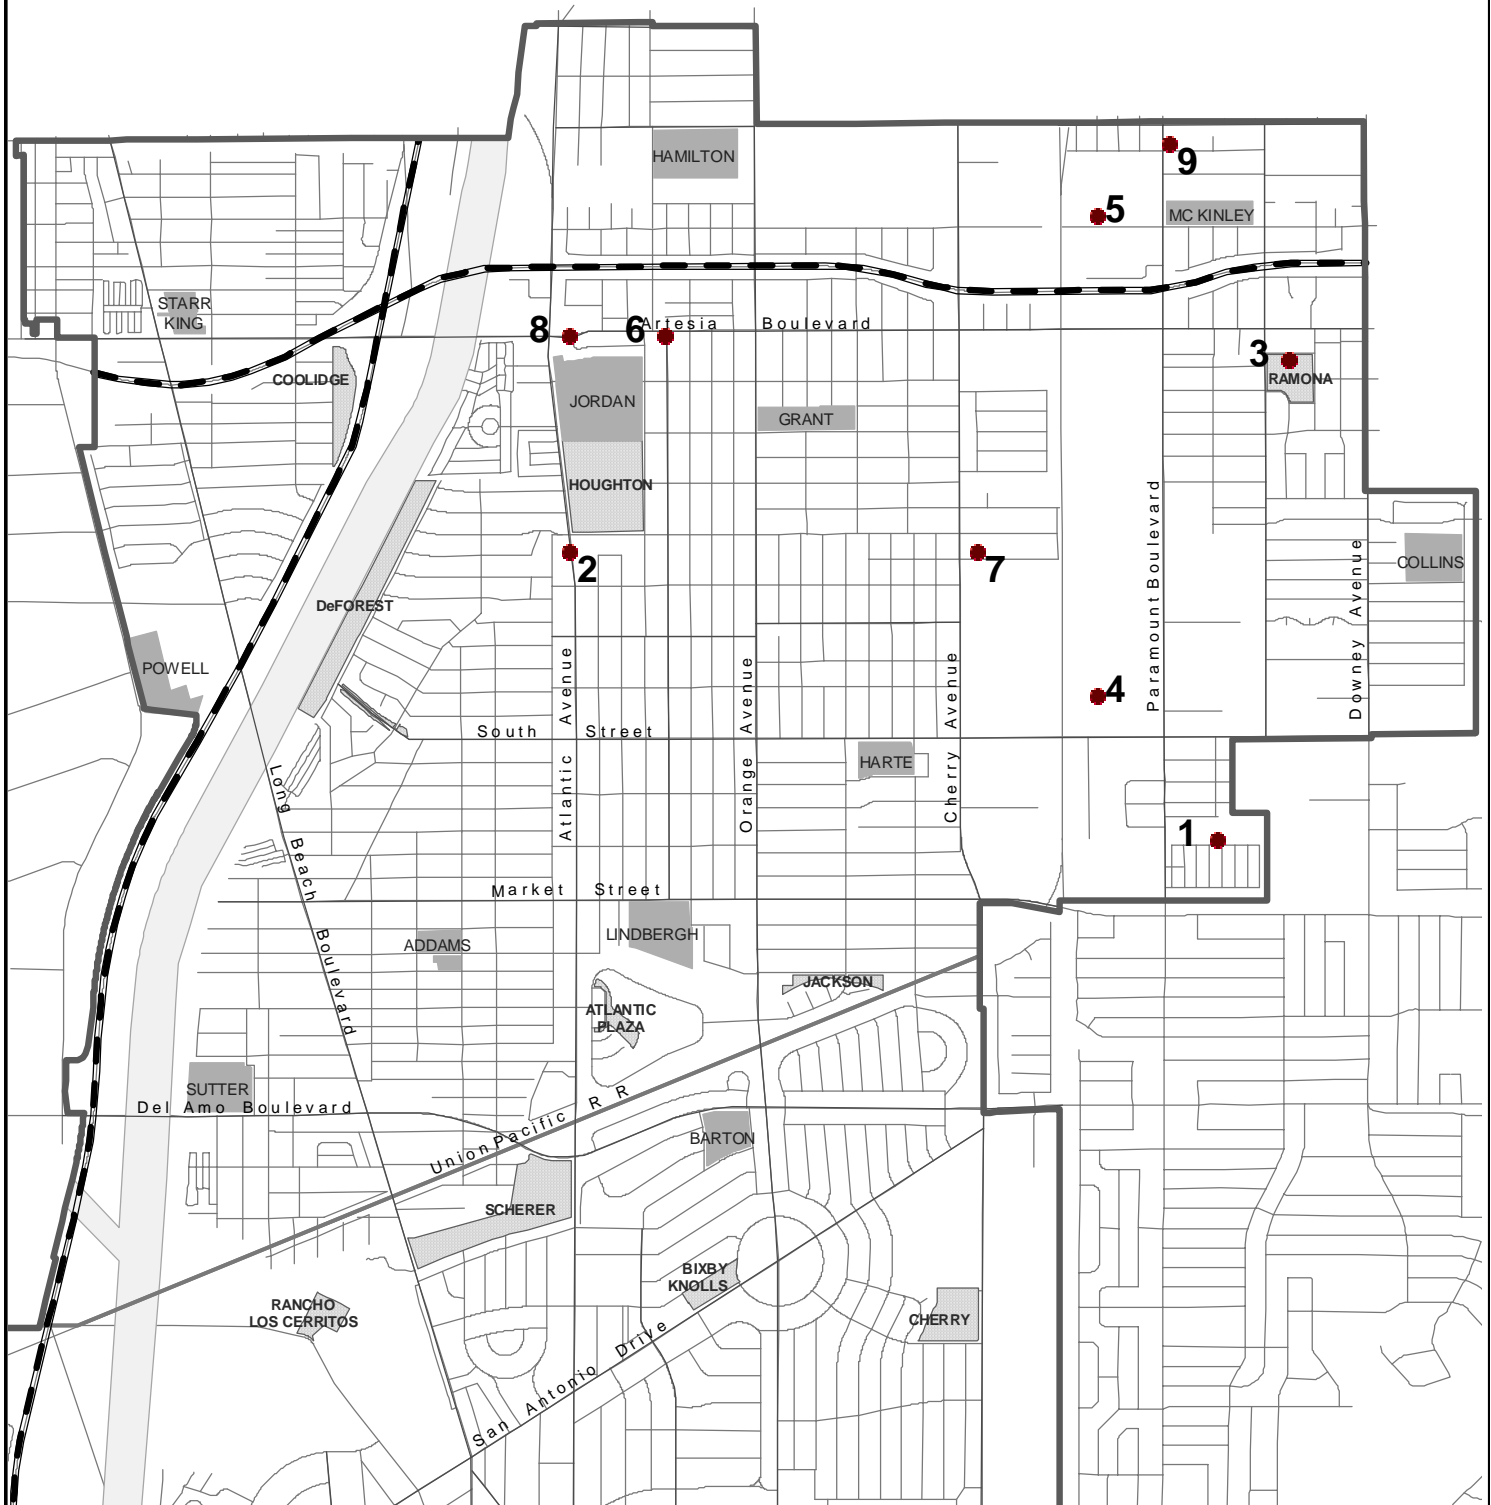 HAMILTON
9
5
MC KINLEY
STARR
KING
8
6
Artesia Boulevard
3
RAMONA
COOLIDGE
JORDAN
GRANT
HOUGHTON
2
7
COLLINS
DeFOREST
Paramount Boulevard
Downey Avenue
POWELL
4
Atlantic Avenue
Orange Avenue
Cherry Avenue
South Street
HARTE
Long Beach Boulevard
1
Market Street
ADDAMS
LINDBERGH
JACKSON
ATLANTIC
PLAZA
SUTTER
Del Amo Boulevard
Union Pacific R R
BARTON
SCHERER
BIXBY
KNOLLS
RANCHO
LOS CERRITOS
CHERRY
San Antonio Drive